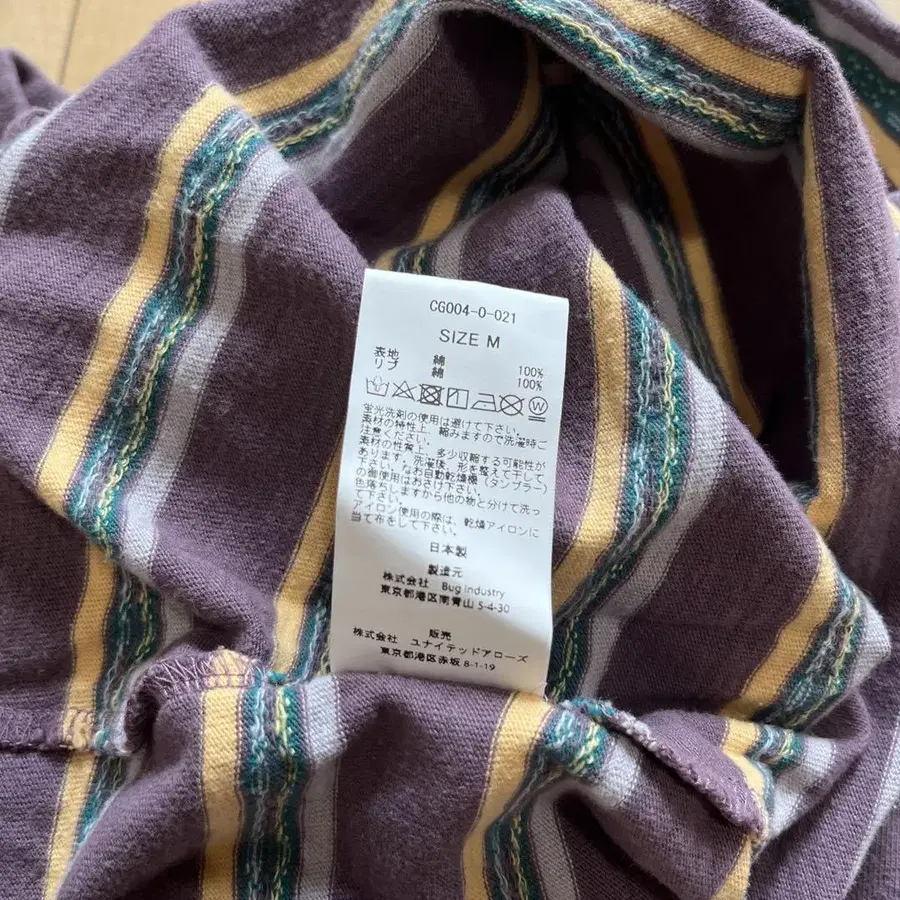 CG004-0-021
SIZE M
表地 綿 100%
リブ 綿 100%
蛍光洗剤の使用は避けて下さい。
素材の特性上、縮みますので洗濯時ご
注意ください。
素材の性質上、多少収縮する可能性が
あります。洗濯後、形を整えて干して
下さい。なお自動乾燥機（タンブラー）
の御使用はおさけ下さい。
色落ちしますから他の物と分けて洗っ
て下さい。
アイロン使用の際は、乾燥アイロンに
当て布をして下さい。
日本製
製造元
株式会社 Bug Industry
東京都港区南青山 5-4-30
販売
株式会社 ユナイテッドアローズ
東京都港区赤坂 8-1-19